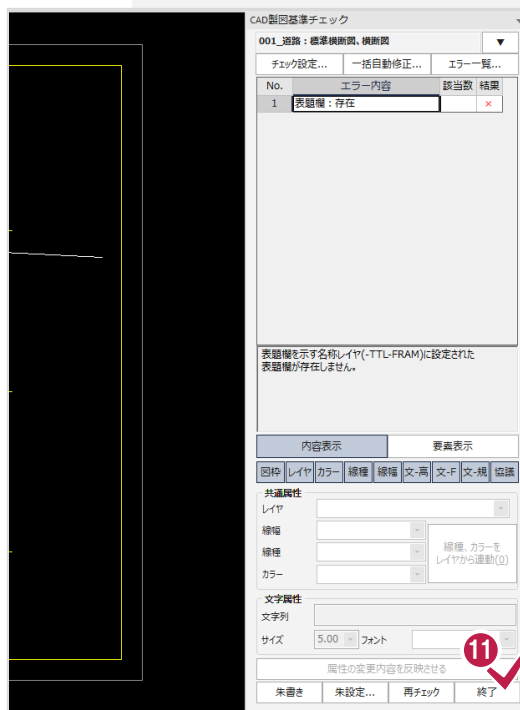 CAD製図基準チェック
001_道路：標準横断図、横断図 ▼
チェック設定... 一括自動修正... エラー一覧...
No. エラー内容 該当数 結果
1 表題欄：存在 ×
表題欄を示す名称レイヤ(-TTL-FRAM)に設定された
表題欄が存在しません。
内容表示 要素表示
図枠 レイヤ カラー 線種 線幅 文-高 文-F 文-規 協議
共通属性
レイヤ
線幅
線種
カラー
線種、カラーを
レイヤから連動(O)
文字属性
文字列
サイズ 5.00 フォント
属性の変更内容を反映させる
11
朱書き 朱設定... 再チェック 終了